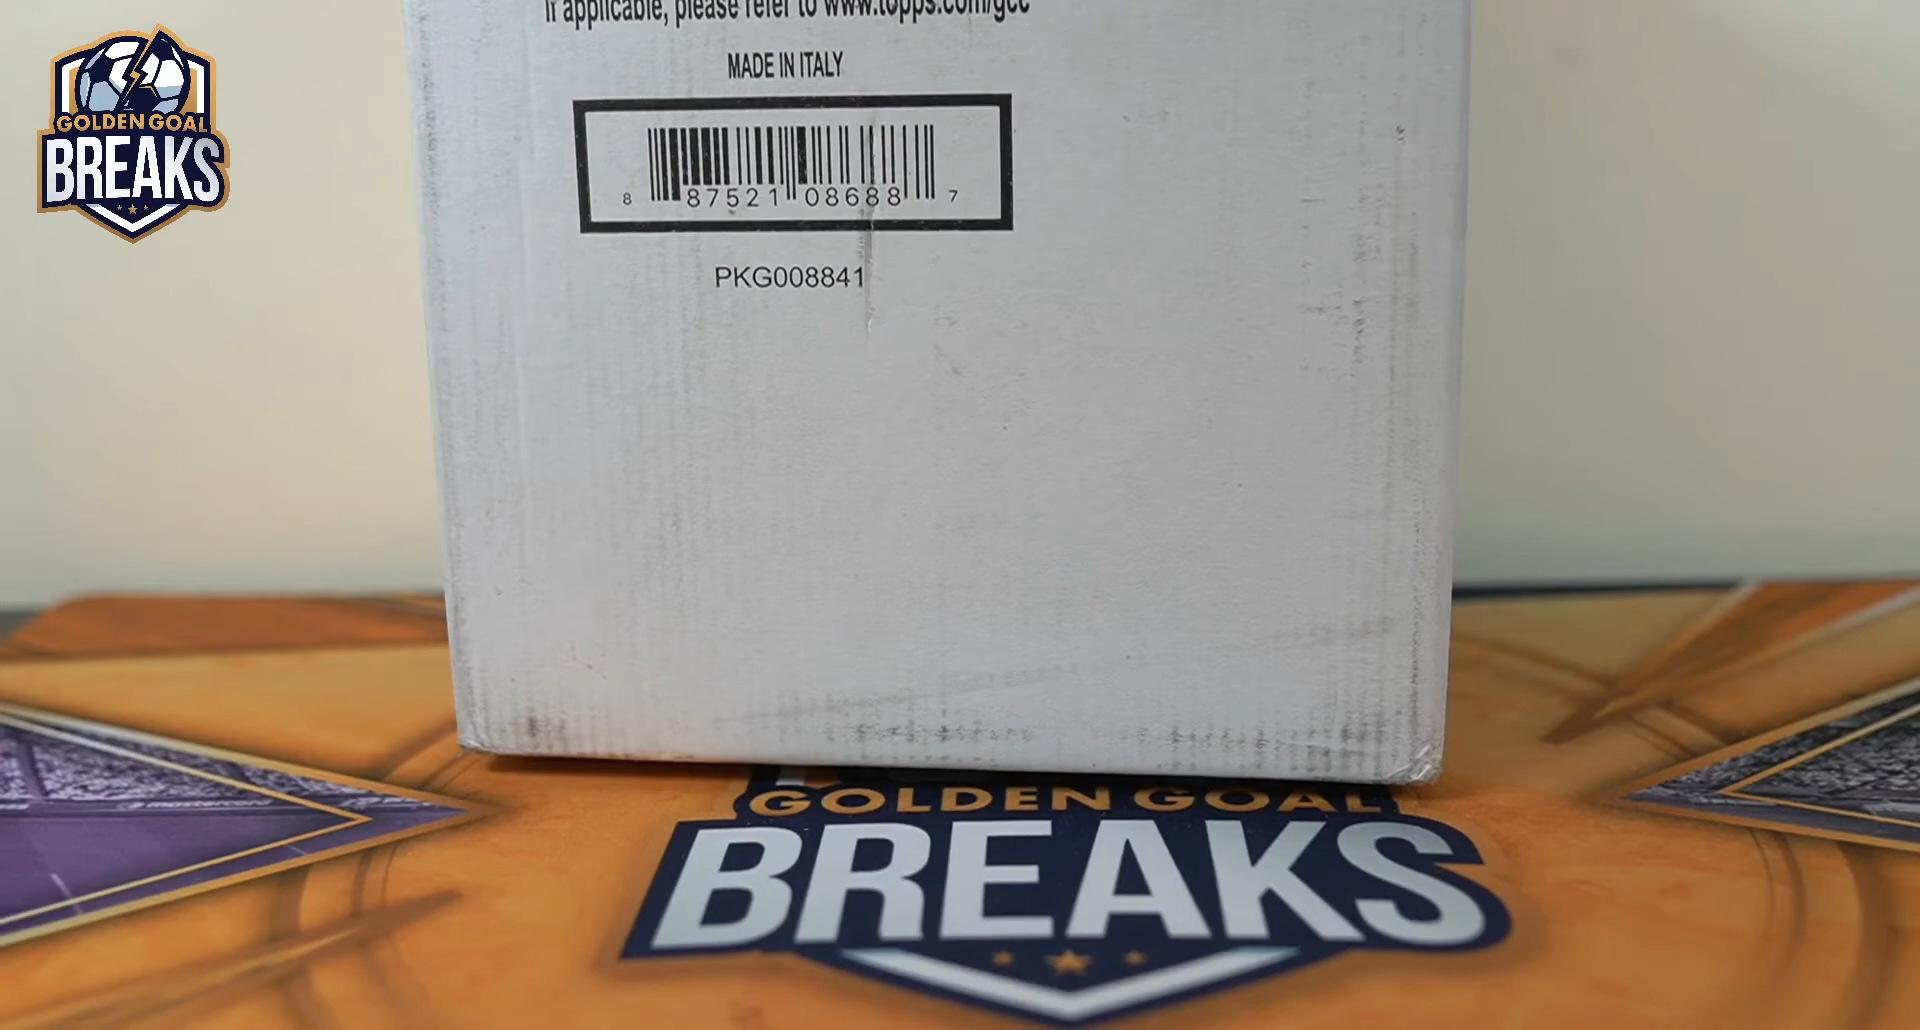 GOLDEN GOAL
BREAKS
If applicable, please refer to www.topps.com/gcc
MADE IN ITALY
8 87521 08688 7
PKG008841
GOLDEN GOAL
BREAKS